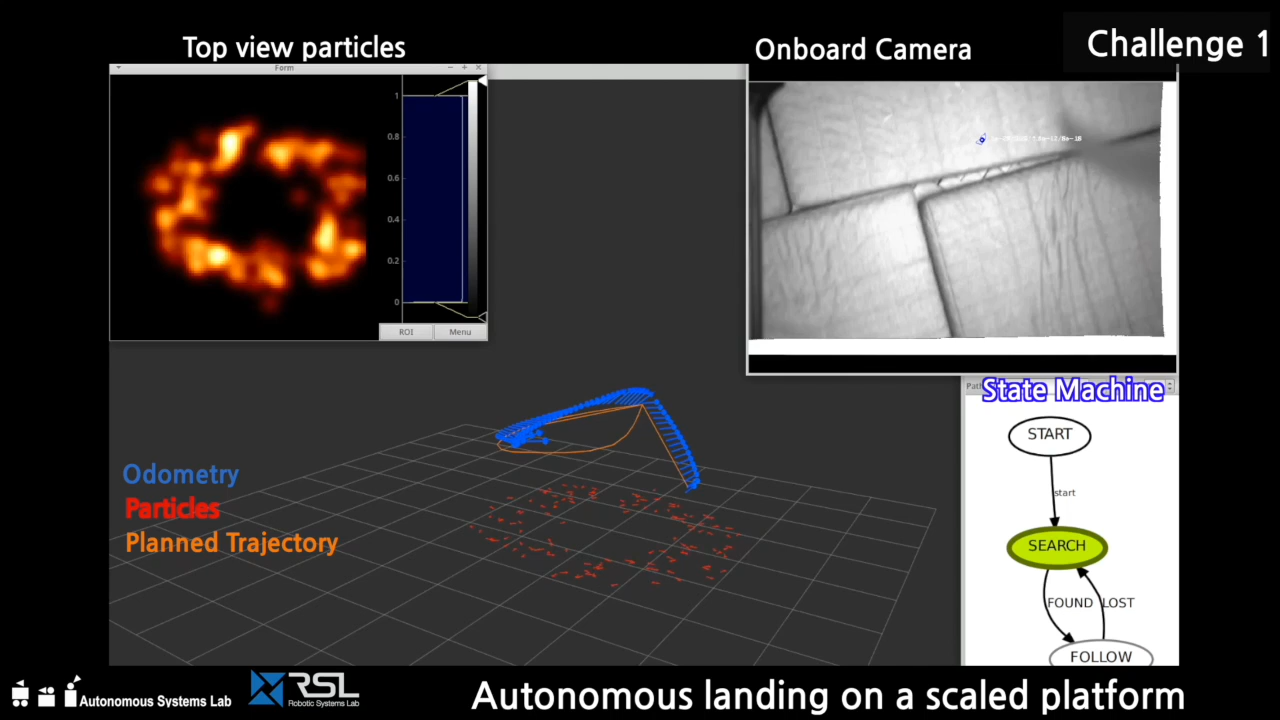 Top view particles
Onboard Camera
Challenge 1
Form
1
0.8
0.6
0.4
0.2
0
ROI
Menu
State Machine
START
start
SEARCH
FOUND
LOST
FOLLOW
Odometry
Particles
Planned Trajectory
Autonomous Systems Lab
RSL
Robotic Systems Lab
Autonomous landing on a scaled platform